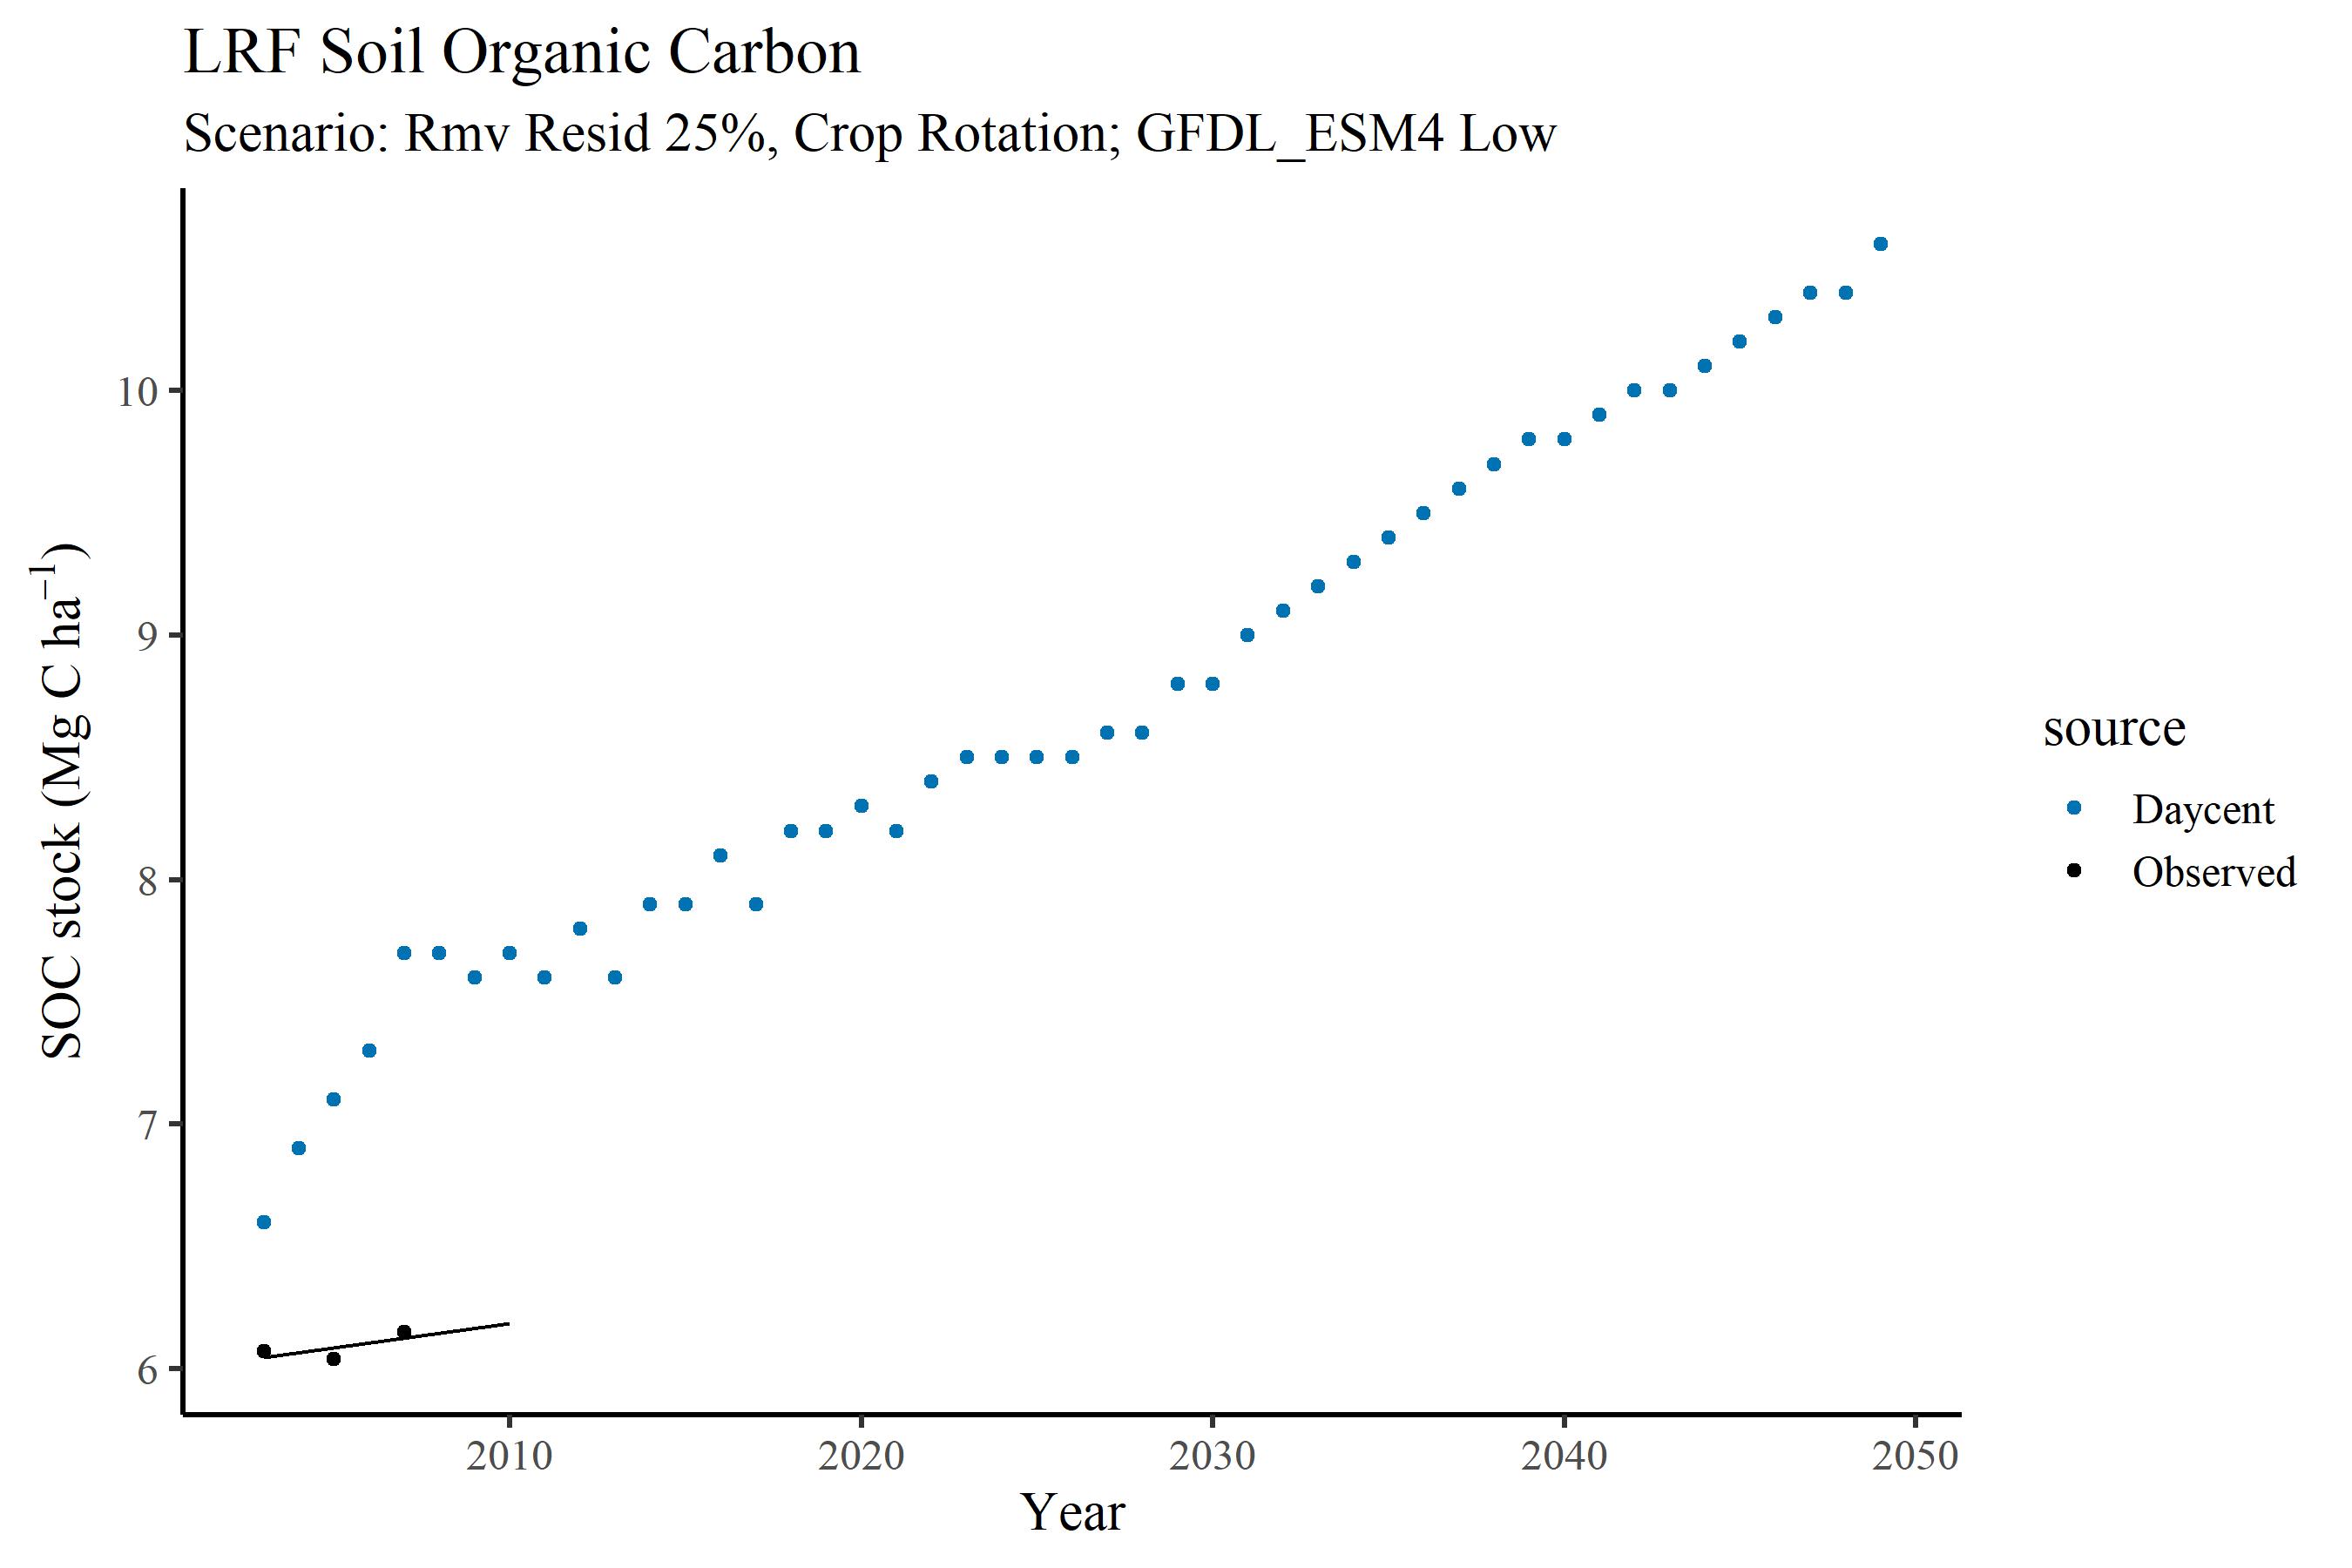 LRF Soil Organic Carbon
Scenario: Rmv Resid 25%, Crop Rotation; GFDL_ESM4 Low
SOC stock (Mg C ha⁻¹)
10
9
8
7
6
2010 2020 2030 2040 2050
Year
source
Daycent
Observed